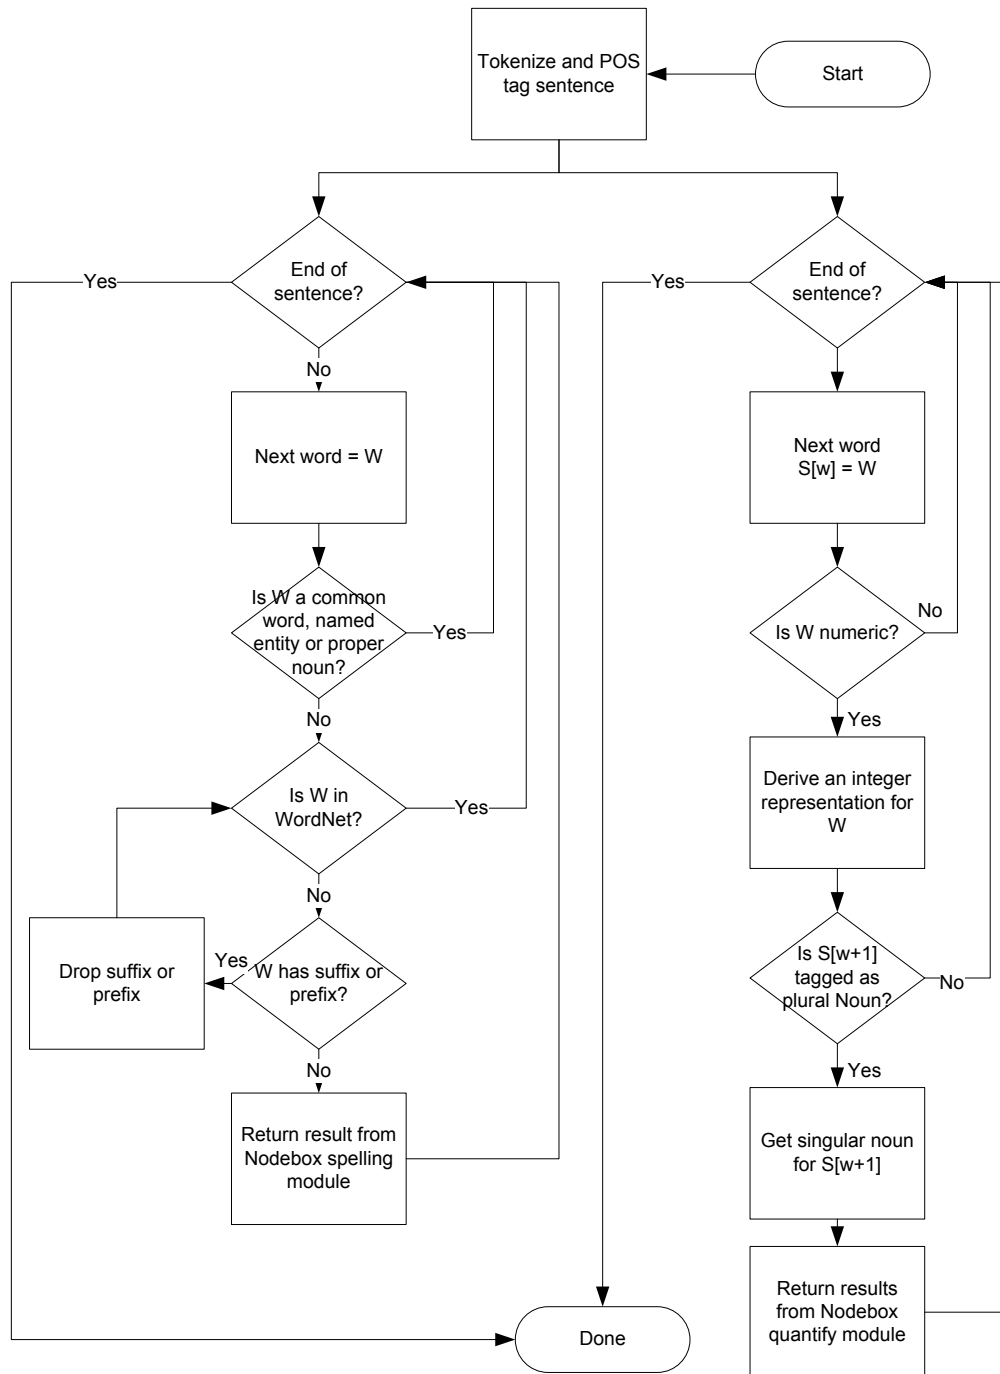 Tokenize and POS
tag sentence
Start
End of
sentence?
Yes
No
Next word = W
Is W a common
word, named
entity or proper
noun?
Yes
No
Is W in
WordNet?
Yes
No
W has suffix or
prefix?
Yes
Drop suffix or
prefix
No
Return result from
Nodebox spelling
module
End of
sentence?
Yes
Next word
S[w] = W
Is W numeric?
No
Yes
Derive an integer
representation for
W
Is S[w+1]
tagged as
plural Noun?
No
Yes
Get singular noun
for S[w+1]
Return results
from Nodebox
quantify module
Done